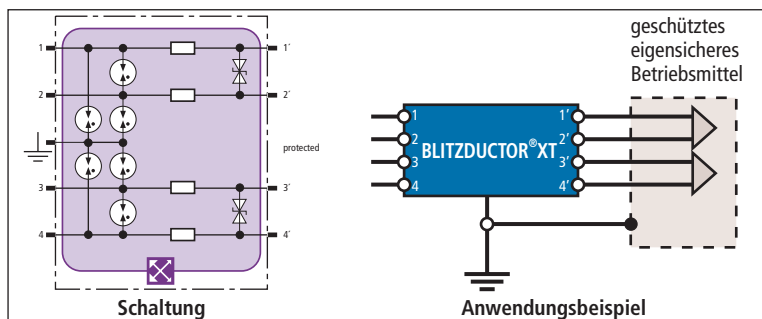 geschütztes
eigensicheres
Betriebsmittel
1 1´
2 2´
protected
3 3´
4 4´
1 1’
2 2’
BLITZDUCTOR®XT
3 3’
4 4’
Schaltung
Anwendungsbeispiel